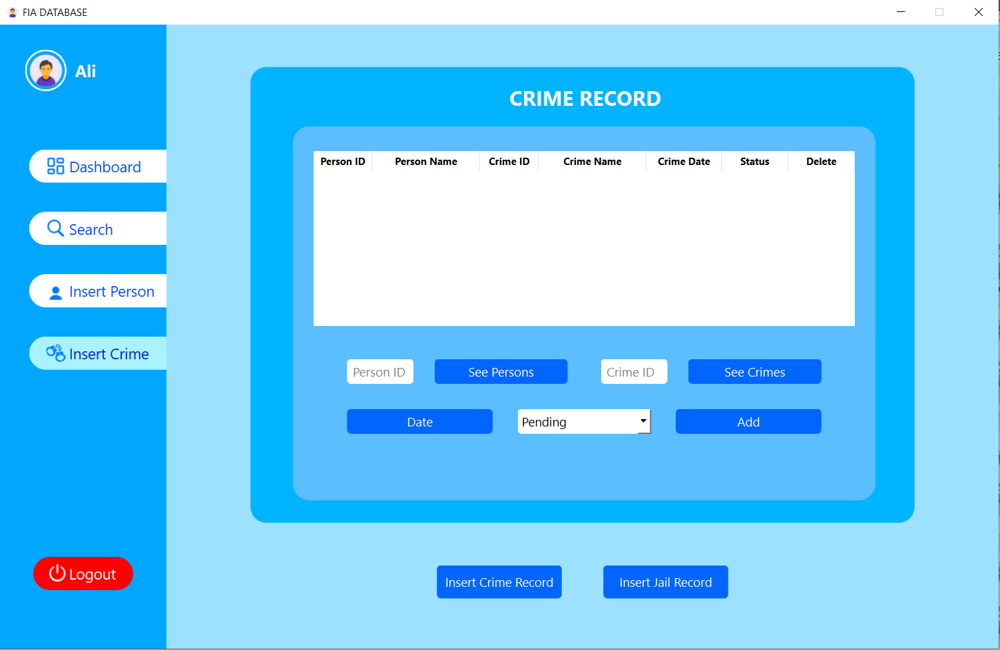 FIA DATABASE
Ali
Dashboard
Search
Insert Person
Insert Crime
Logout
CRIME RECORD
Person ID Person Name Crime ID Crime Name Crime Date Status Delete
Person ID See Persons Crime ID See Crimes
Date Pending Add
Insert Crime Record Insert Jail Record